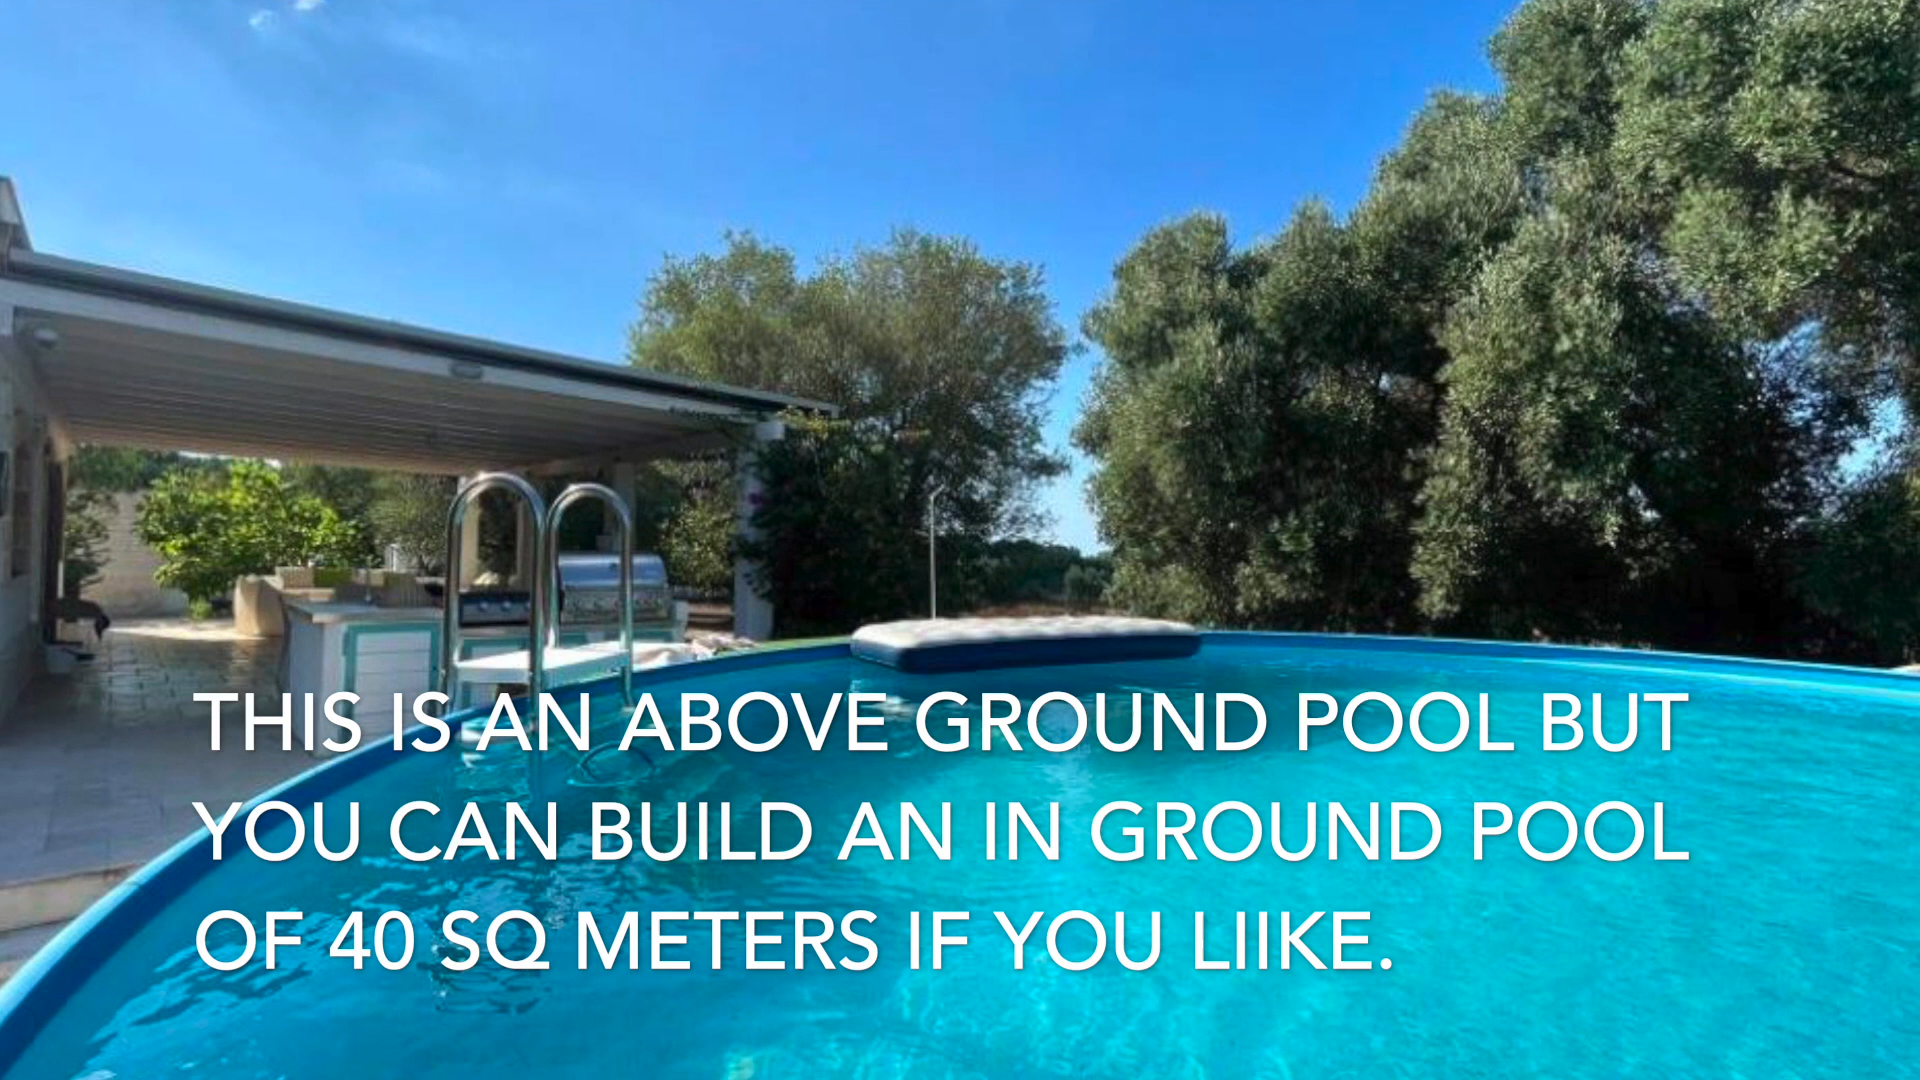 THIS IS AN ABOVE GROUND POOL BUT
YOU CAN BUILD AN IN GROUND POOL
OF 40 SQ METERS IF YOU LIIKE.